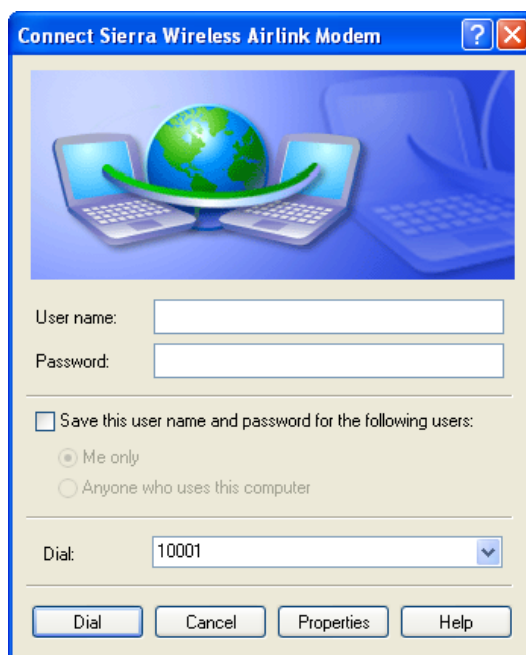 Connect Sierra Wireless Airlink Modem
User name:
Password:
Save this user name and password for the following users:
Me only
Anyone who uses this computer
Dial: 10001
Dial Cancel Properties Help